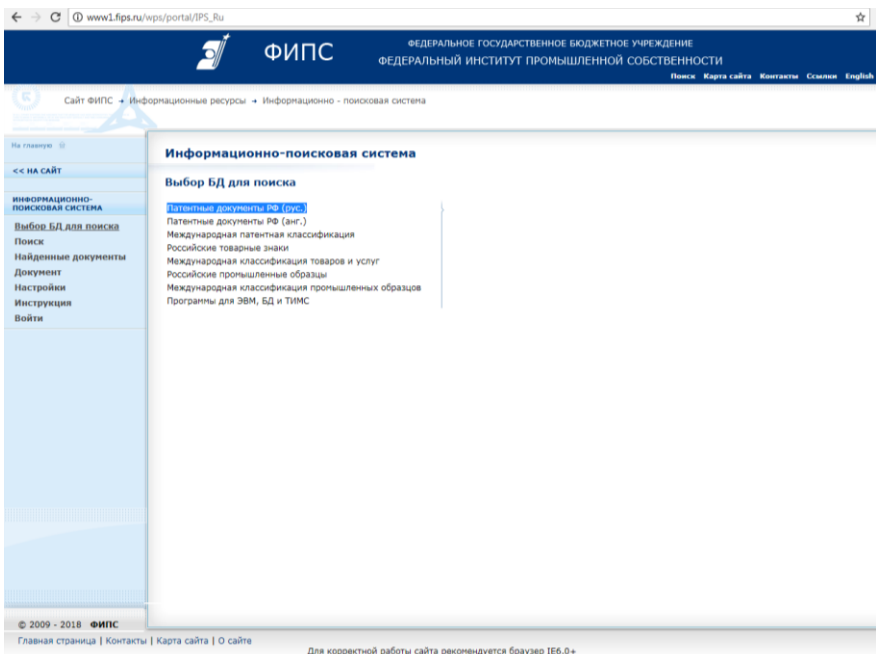 www1.fips.ru/wps/portal/IPS_Ru
ФИПС
ФЕДЕРАЛЬНОЕ ГОСУДАРСТВЕННОЕ БЮДЖЕТНОЕ УЧРЕЖДЕНИЕ
ФЕДЕРАЛЬНЫЙ ИНСТИТУТ ПРОМЫШЛЕННОЙ СОБСТВЕННОСТИ
Поиск Карта сайта Контакты Ссылки English
Сайт ФИПС → Информационные ресурсы → Информационно - поисковая система
На главную
<< НА САЙТ
ИНФОРМАЦИОННО-
ПОИСКОВАЯ СИСТЕМА
Выбор БД для поиска
Поиск
Найденные документы
Документ
Настройки
Инструкция
Войти
Информационно-поисковая система
Выбор БД для поиска
Патентные документы РФ (рус.)
Патентные документы РФ (анг.)
Международная патентная классификация
Российские товарные знаки
Международная классификация товаров и услуг
Российские промышленные образцы
Международная классификация промышленных образцов
Программы для ЭВМ, БД и ТИМС
© 2009 - 2018 ФИПС
Главная страница | Контакты | Карта сайта | О сайте
Для корректной работы сайта рекомендуется браузер IE6.0+